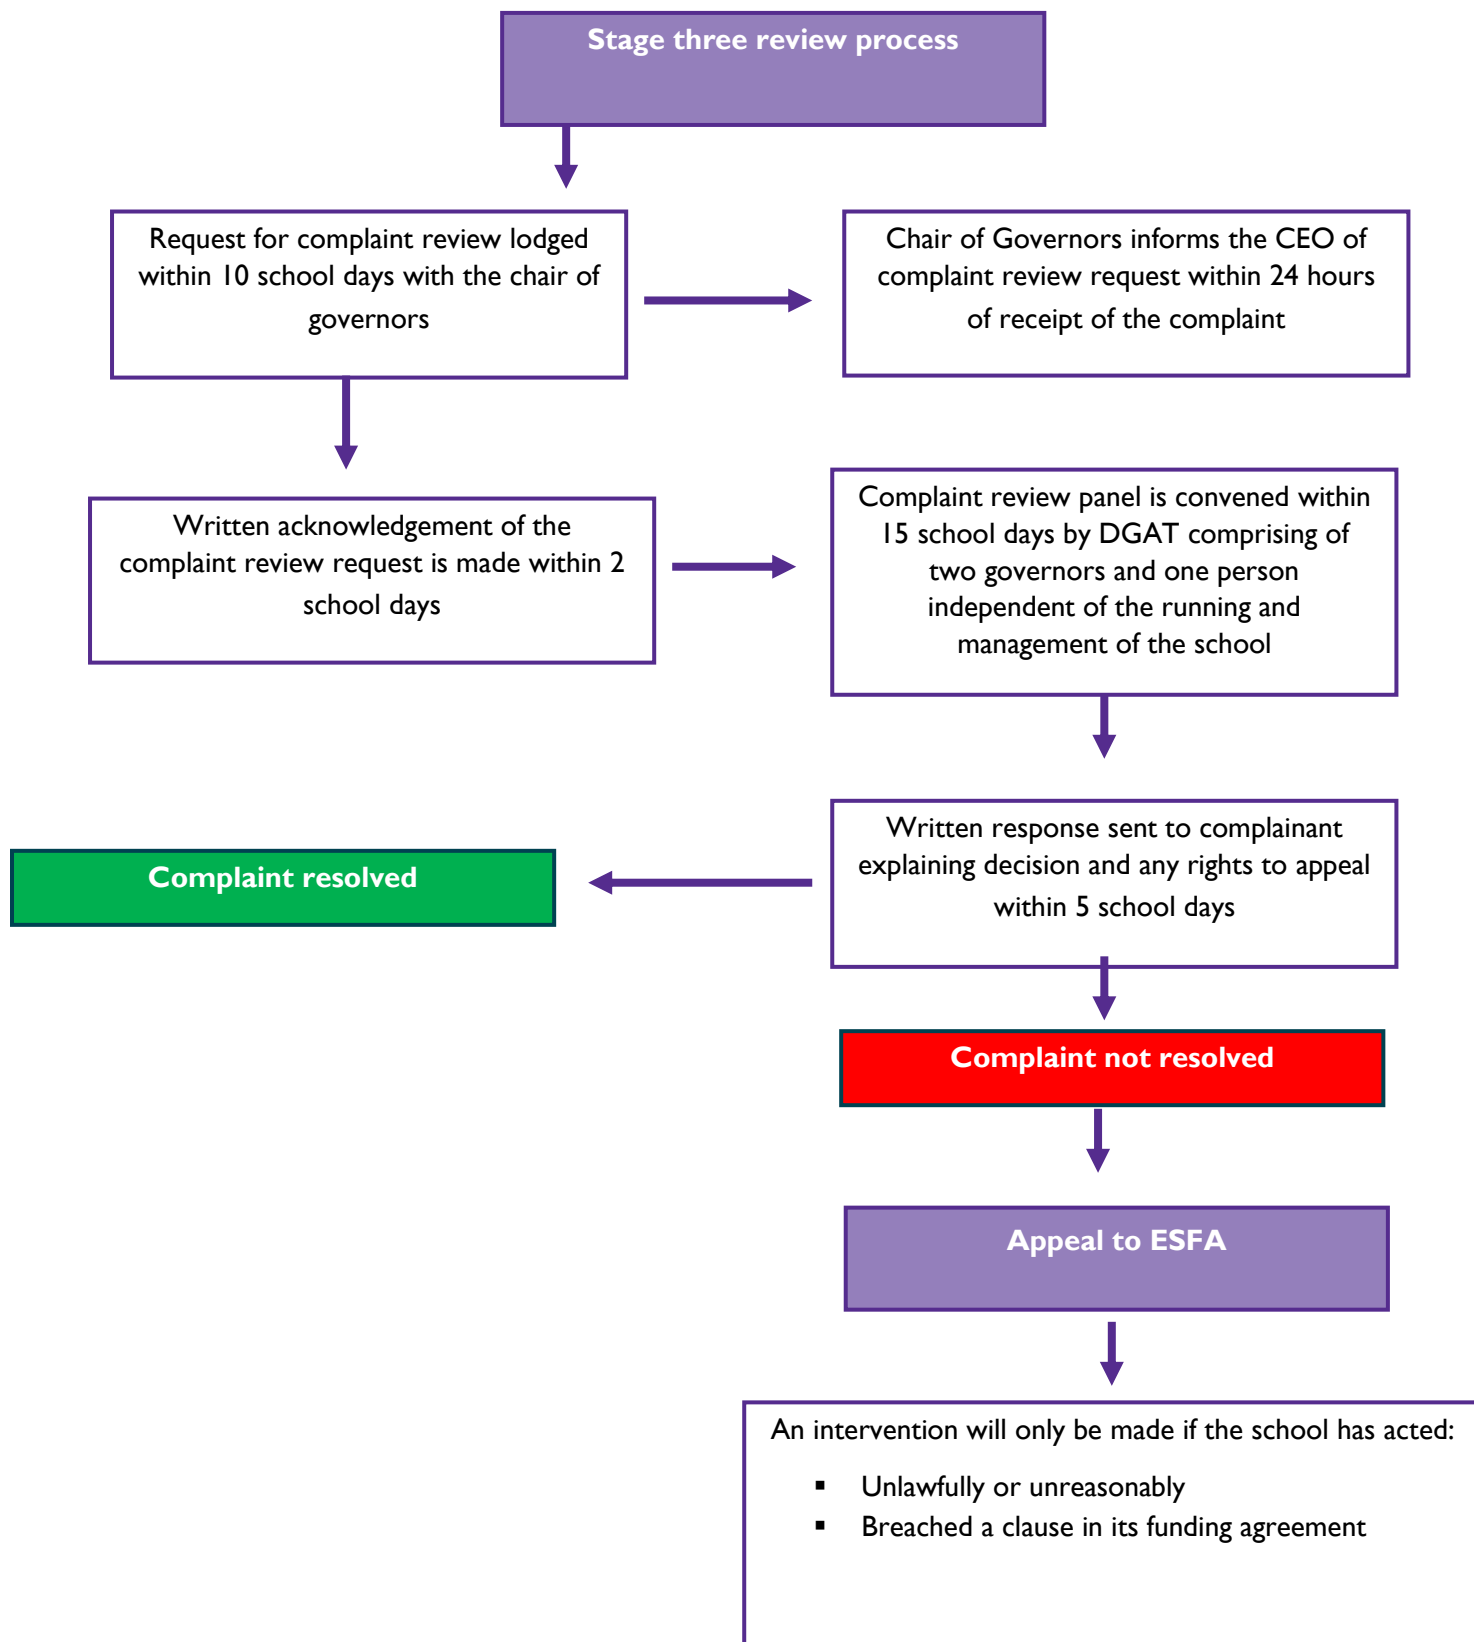 Stage three review process
Request for complaint review lodged
within 10 school days with the chair of
governors
Chair of Governors informs the CEO of
complaint review request within 24 hours
of receipt of the complaint
Written acknowledgement of the
complaint review request is made within 2
school days
Complaint review panel is convened within
15 school days by DGAT comprising of
two governors and one person
independent of the running and
management of the school
Written response sent to complainant
explaining decision and any rights to appeal
within 5 school days
Complaint resolved
Complaint not resolved
Appeal to ESFA
An intervention will only be made if the school has acted:
▪ Unlawfully or unreasonably
▪ Breached a clause in its funding agreement